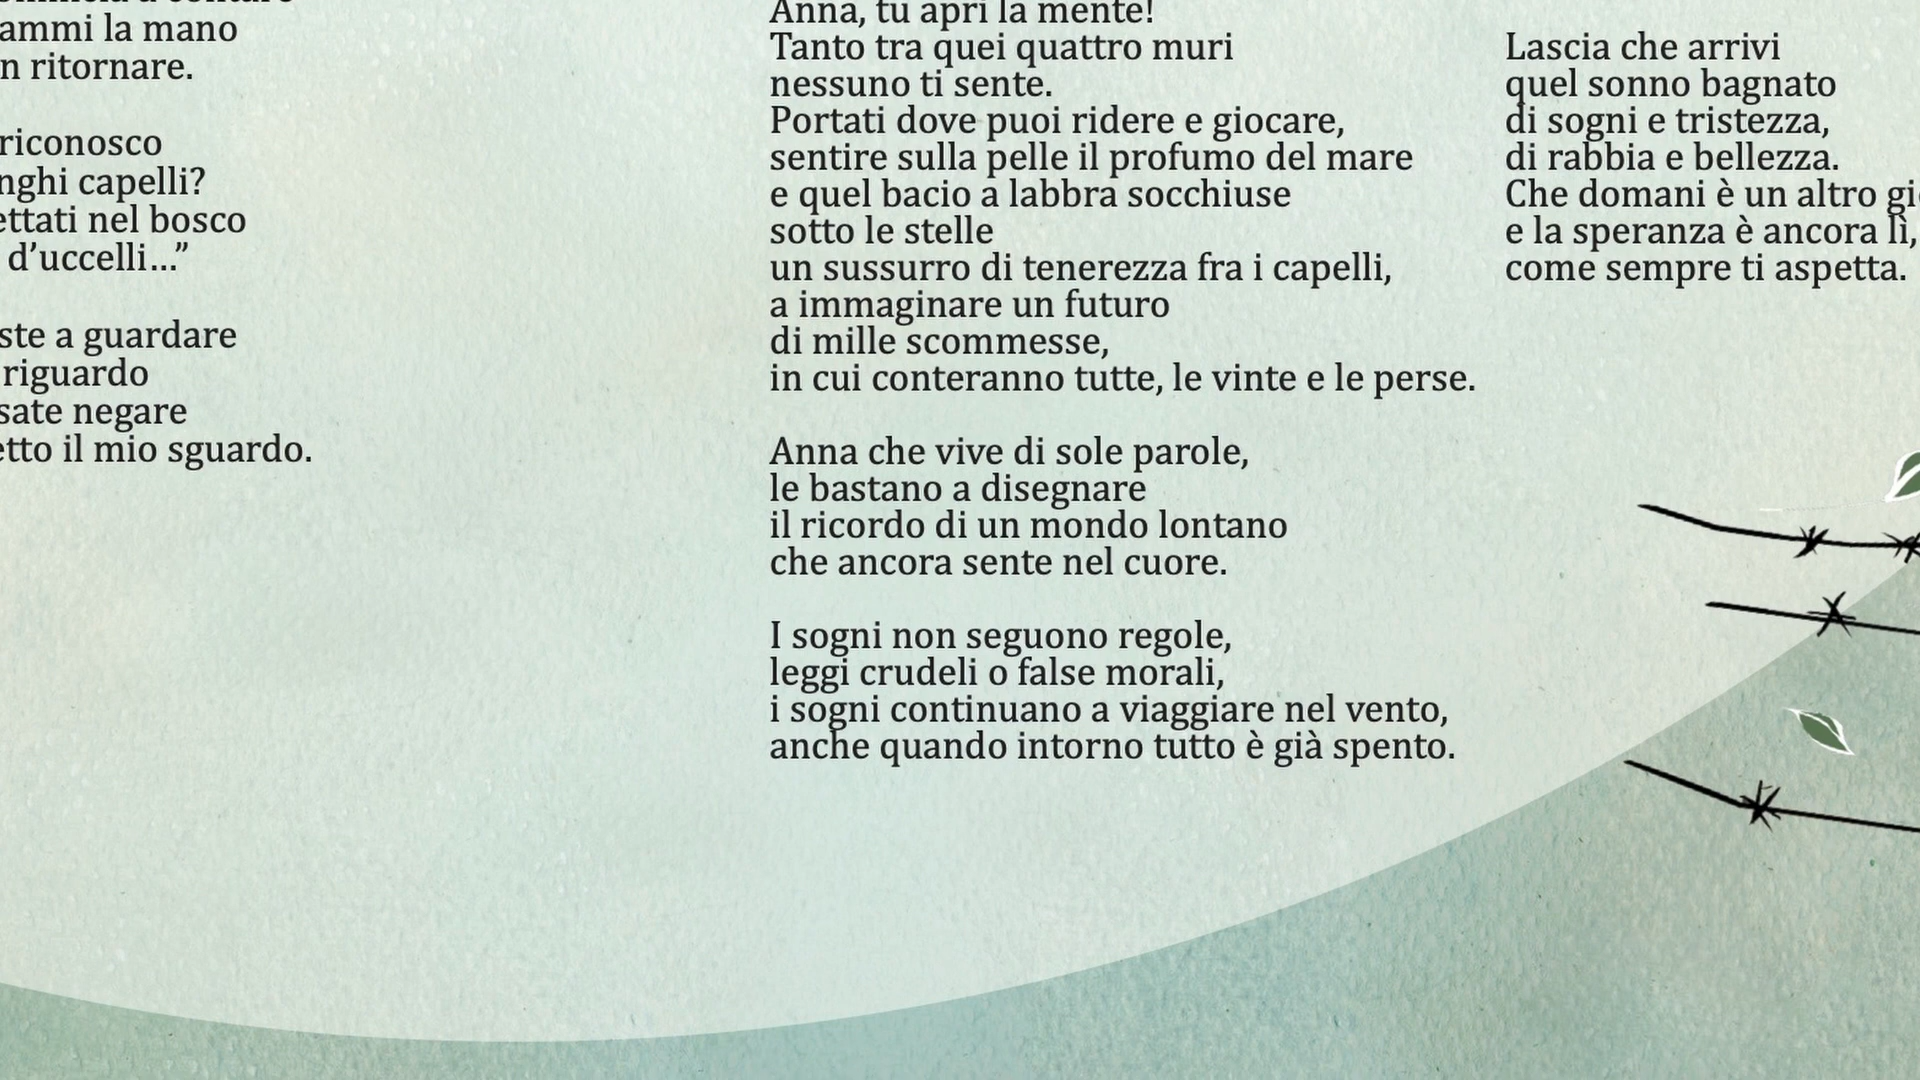 ammi la mano
n ritornare.
riconosco
nghi capelli?
ettati nel bosco
d’uccelli...”
ste a guardare
riguardo
sate negare
etto il mio sguardo.
Anna, tu apri la mente!
Tanto tra quei quattro muri
nessuno ti sente.
Portati dove puoi ridere e giocare,
sentire sulla pelle il profumo del mare
e quel bacio a labbra socchiuse
sotto le stelle
un sussurro di tenerezza fra i capelli,
a immaginare un futuro
di mille scommesse,
in cui conteranno tutte, le vinte e le perse.
Anna che vive di sole parole,
le bastano a disegnare
il ricordo di un mondo lontano
che ancora sente nel cuore.
I sogni non seguono regole,
leggi crudeli o false morali,
i sogni continuano a viaggiare nel vento,
anche quando intorno tutto è già spento.
Lascia che arrivi
quel sonno bagnato
di sogni e tristezza,
di rabbia e bellezza.
Che domani è un altro gi
e la speranza è ancora lì,
come sempre ti aspetta.